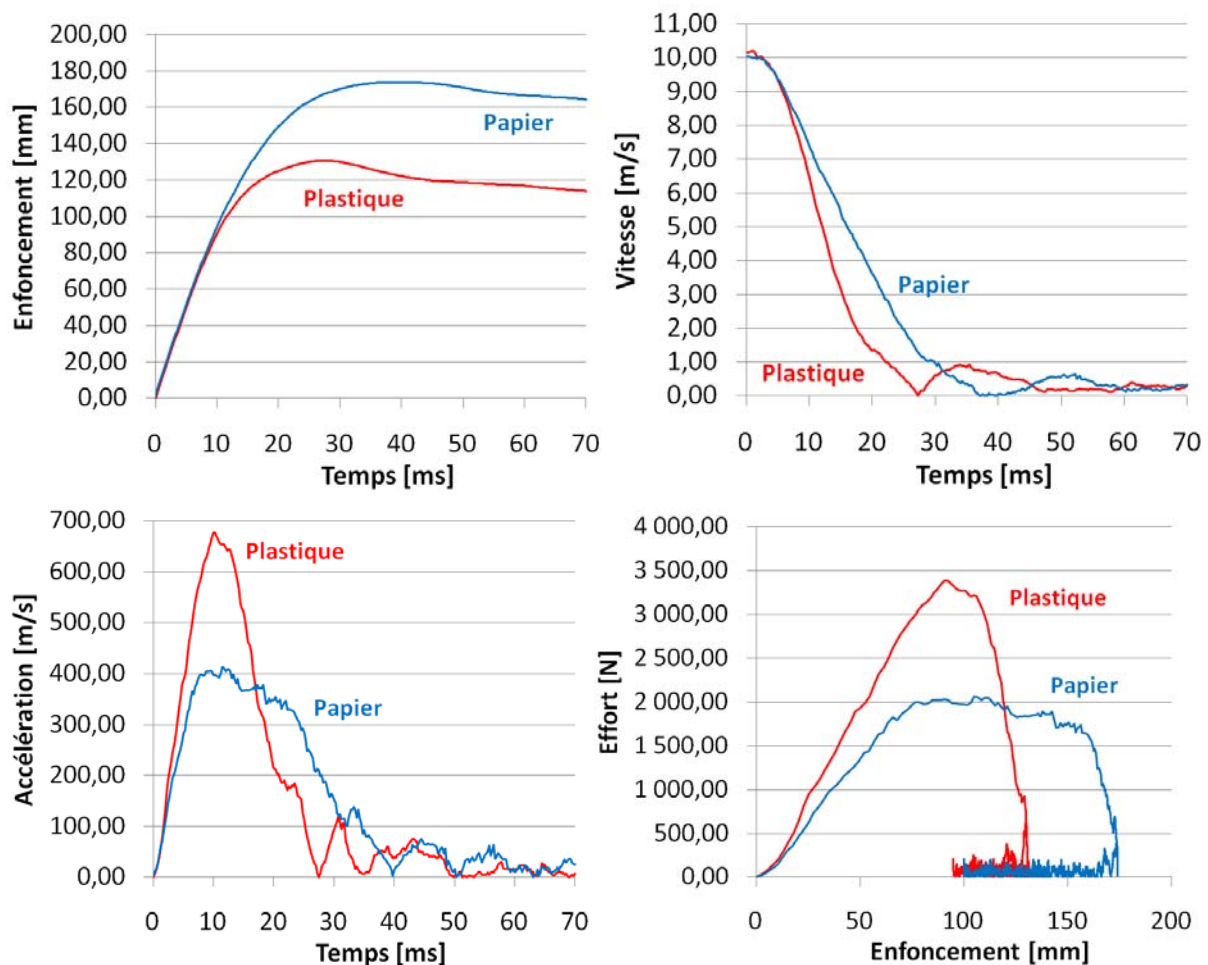 200,00
180,00
160,00
140,00
120,00
100,00
80,00
60,00
40,00
20,00
0,00
Enfoncement [mm]
Papier
Plastique
0 10 20 30 40 50 60 70
Temps [ms]
11,00
10,00
9,00
8,00
7,00
6,00
5,00
4,00
3,00
2,00
1,00
0,00
Vitesse [m/s]
Papier
Plastique
0 10 20 30 40 50 60 70
Temps [ms]
700,00
600,00
500,00
400,00
300,00
200,00
100,00
0,00
Accélération [m/s]
Plastique
Papier
0 10 20 30 40 50 60 70
Temps [ms]
4 000,00
3 500,00
3 000,00
2 500,00
2 000,00
1 500,00
1 000,00
500,00
0,00
Effort [N]
Plastique
Papier
0 50 100 150 200
Enfoncement [mm]